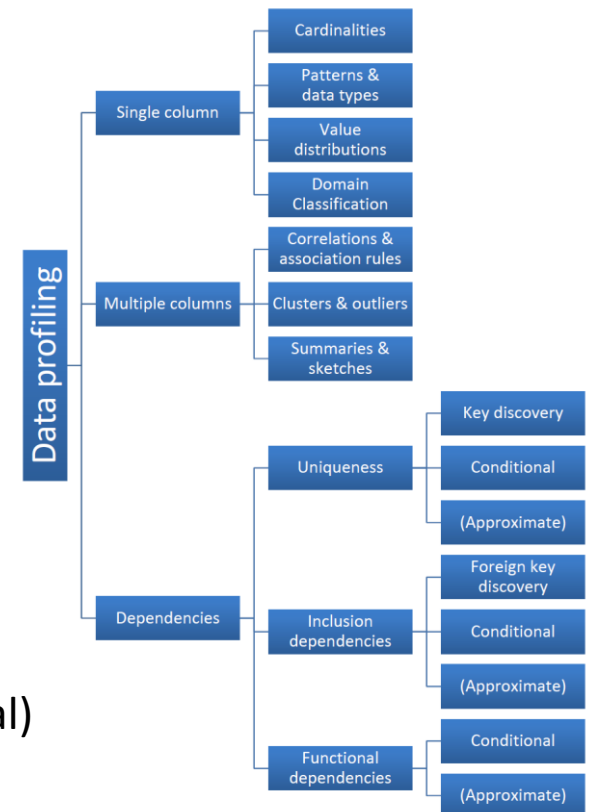 Data profiling
Single column
Cardinalities
Patterns &
data types
Value
distributions
Domain
Classification
Multiple columns
Correlations &
association rules
Clusters & outliers
Summaries &
sketches
Dependencies
Uniqueness
Key discovery
Conditional
(Approximate)
Inclusion
dependencies
Foreign key
discovery
Conditional
(Approximate)
Functional
dependencies
Conditional
(Approximate)